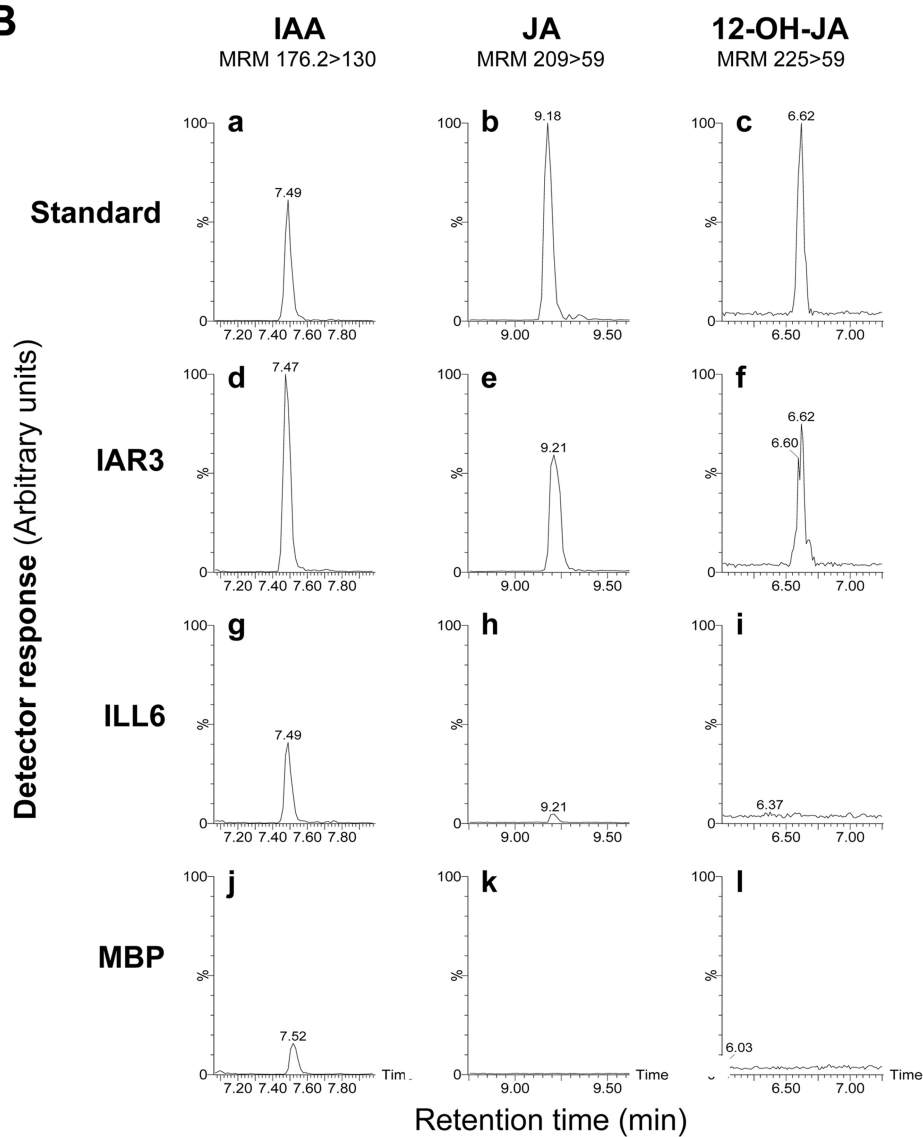 B
IAA JA 12-OH-JA
MRM 176.2>130 MRM 209>59 MRM 225>59
Standard
a
100
%
0
7.49
7.20 7.40 7.60 7.80
b
100
%
0
9.18
9.00 9.50
c
100
%
0
6.62
6.50 7.00
IAR3
d
100
%
0
7.47
7.20 7.40 7.60 7.80
e
100
%
0
9.21
9.00 9.50
f
100
%
0
6.60
6.62
6.50 7.00
ILL6
g
100
%
0
7.49
7.20 7.40 7.60 7.80
h
100
%
0
9.21
9.00 9.50
i
100
%
0
6.37
6.50 7.00
MBP
j
100
%
0
7.52
7.20 7.40 7.60 7.80
Tim
k
100
%
0
9.00 9.50
Time
l
100
%
6.03
6.50 7.00
Time
Detector response (Arbitrary units)
Retention time (min)